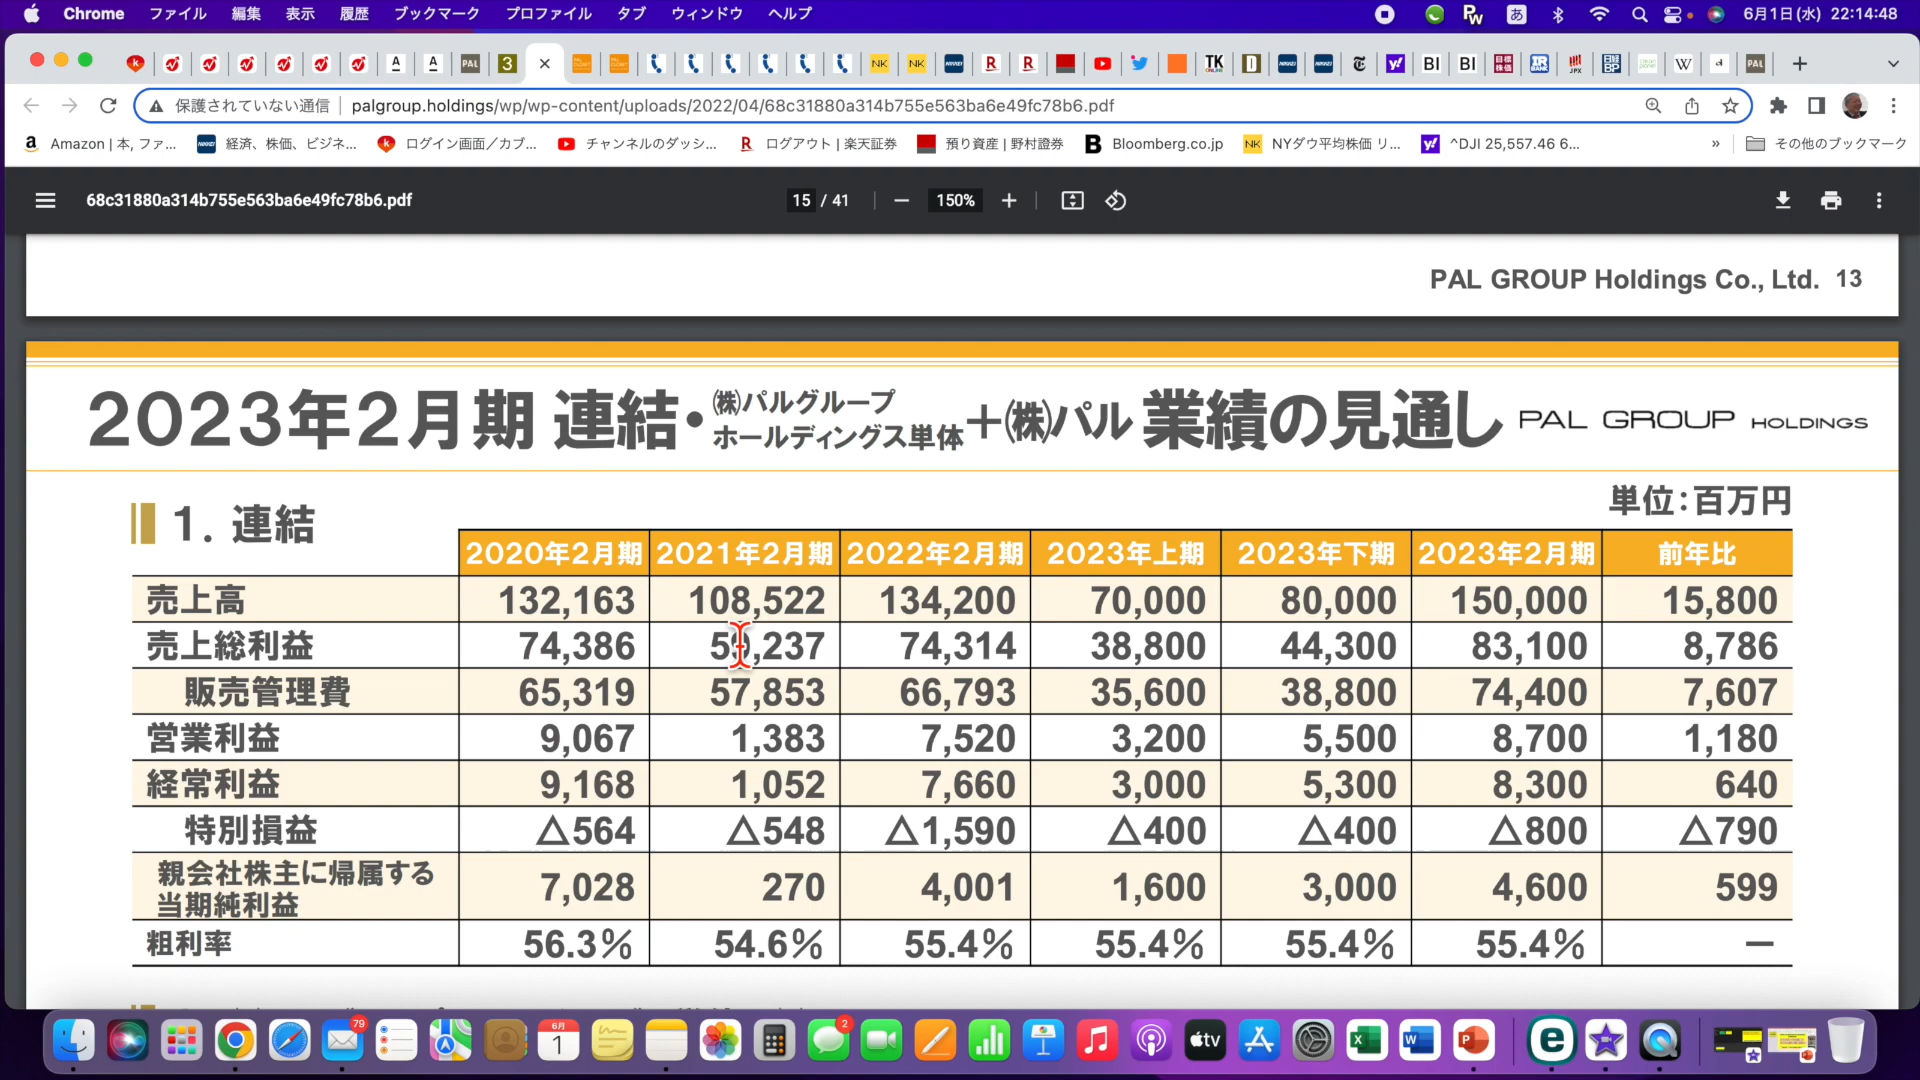 Chrome ファイル 編集 表示 履歴 ブックマーク プロファイル タブ ウィンドウ ヘルプ 6月1日(水) 22:14:48
保護されていない通信 palgroup.holdings/wp/wp-content/uploads/2022/04/68c31880a314b755e563ba6e49fc78b6.pdf
Amazon | 本, ファ... 経済、株価、ビジネ... ログイン画面／カブ... チャンネルのダッシ... ログアウト | 楽天証券 預り資産 | 野村證券 Bloomberg.co.jp NYダウ平均株価 リ... ^DJI 25,557.46 6... » その他のブックマーク
68c31880a314b755e563ba6e49fc78b6.pdf 15 / 41 150%
PAL GROUP Holdings Co., Ltd. 13
2023年2月期 連結・㈱パルグループホールディングス単体＋㈱パル 業績の見通し PAL GROUP HOLDINGS
単位：百万円
1. 連結
2020年2月期 2021年2月期 2022年2月期 2023年上期 2023年下期 2023年2月期 前年比
売上高 132,163 108,522 134,200 70,000 80,000 150,000 15,800
売上総利益 74,386 59,237 74,314 38,800 44,300 83,100 8,786
販売管理費 65,319 57,853 66,793 35,600 38,800 74,400 7,607
営業利益 9,067 1,383 7,520 3,200 5,500 8,700 1,180
経常利益 9,168 1,052 7,660 3,000 5,300 8,300 640
特別損益 △564 △548 △1,590 △400 △400 △800 △790
親会社株主に帰属する
当期純利益 7,028 270 4,001 1,600 3,000 4,600 599
粗利率 56.3% 54.6% 55.4% 55.4% 55.4% 55.4% ー